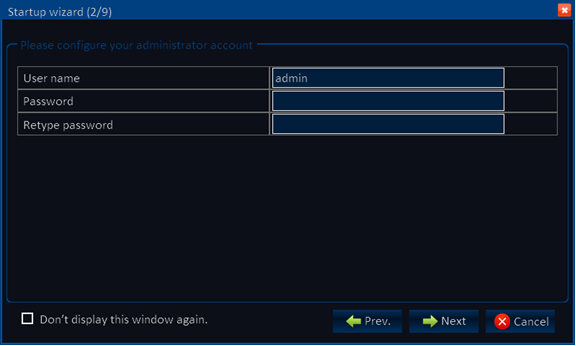 Startup wizard (2/9)
Please configure your administrator account
User name admin
Password
Retype password
Don't display this window again. Prev. Next Cancel